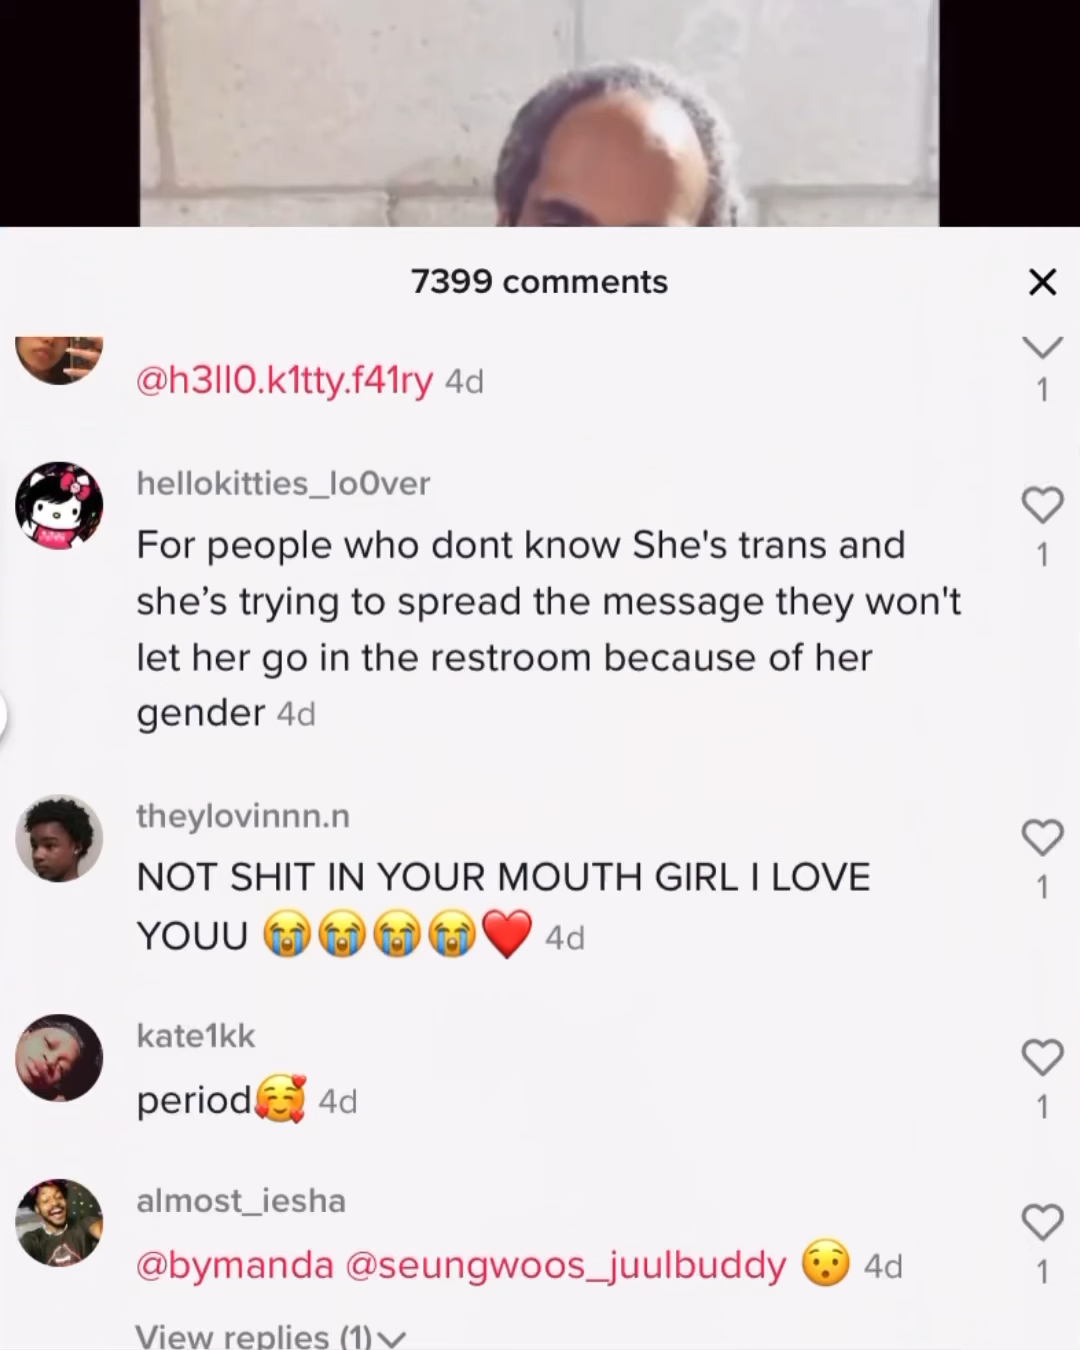 7399 comments
@h3ll0.k1tty.f41ry 4d
1
hellokitties_lo0ver
For people who dont know She's trans and
she’s trying to spread the message they won't
let her go in the restroom because of her
gender 4d
1
theylovinnn.n
NOT SHIT IN YOUR MOUTH GIRL I LOVE
YOUU 😭😭😭😭❤️ 4d
1
kate1kk
period🥰 4d
1
almost_iesha
@bymanda @seungwoos_juulbuddy 😯 4d
1
View replies (1)